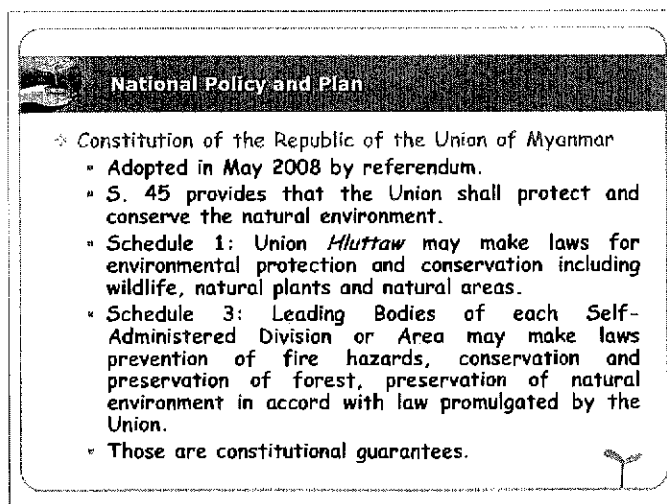 National Policy and Plan
Constitution of the Republic of the Union of Myanmar
Adopted in May 2008 by referendum.
S. 45 provides that the Union shall protect and
conserve the natural environment.
Schedule 1: Union Hluttaw may make laws for
environmental protection and conservation including
wildlife, natural plants and natural areas.
Schedule 3: Leading Bodies of each Self-
Administered Division or Area may make laws
prevention of fire hazards, conservation and
preservation of forest, preservation of natural
environment in accord with law promulgated by the
Union.
Those are constitutional guarantees.